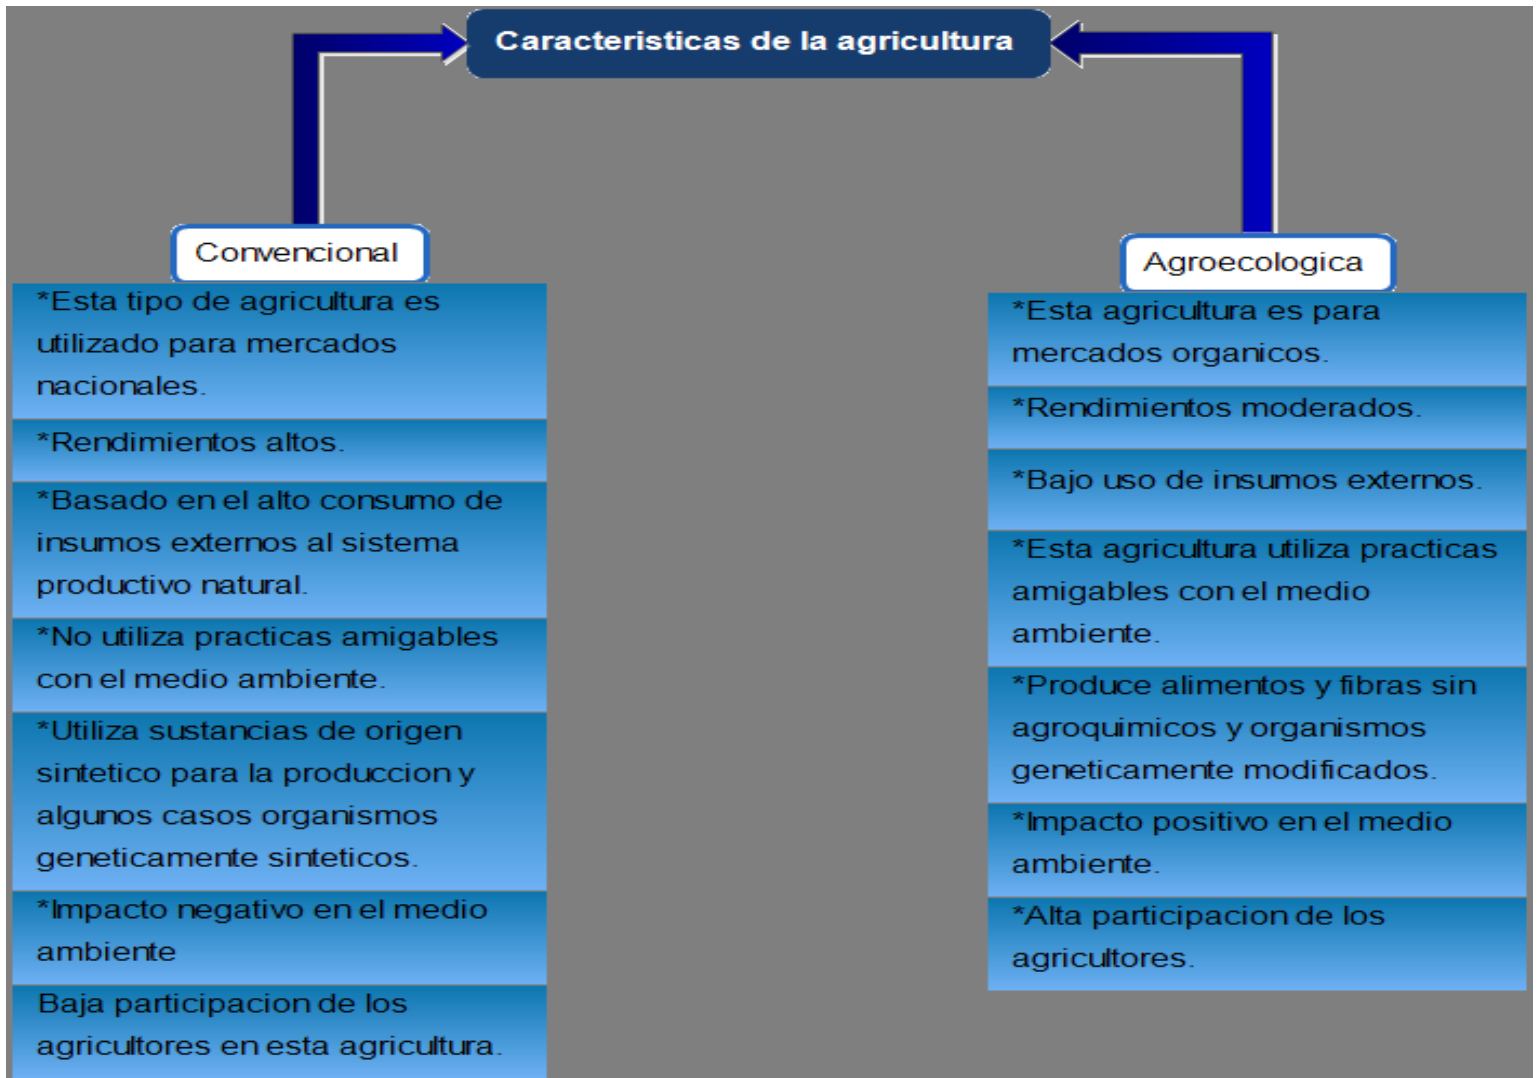 Caracteristicas de la agricultura
Convencional
*Esta tipo de agricultura es
utilizado para mercados
nacionales.
*Rendimientos altos.
*Basado en el alto consumo de
insumos externos al sistema
productivo natural.
*No utiliza practicas amigables
con el medio ambiente.
*Utiliza sustancias de origen
sintetico para la produccion y
algunos casos organismos
geneticamente sinteticos.
*Impacto negativo en el medio
ambiente
Baja participacion de los
agricultores en esta agricultura.
Agroecologica
*Esta agricultura es para
mercados organicos.
*Rendimientos moderados.
*Bajo uso de insumos externos.
*Esta agricultura utiliza practicas
amigables con el medio
ambiente.
*Produce alimentos y fibras sin
agroquimicos y organismos
geneticamente modificados.
*Impacto positivo en el medio
ambiente.
*Alta participacion de los
agricultores.